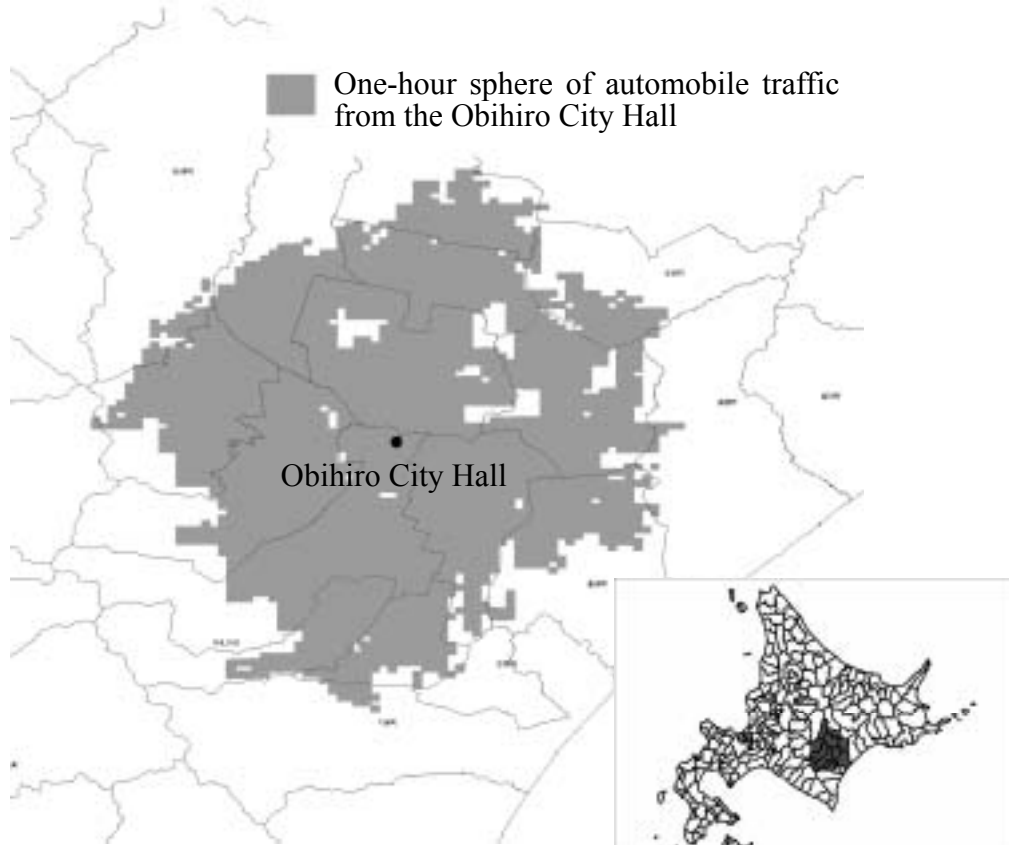 One-hour sphere of automobile traffic
from the Obihiro City Hall
Obihiro City Hall